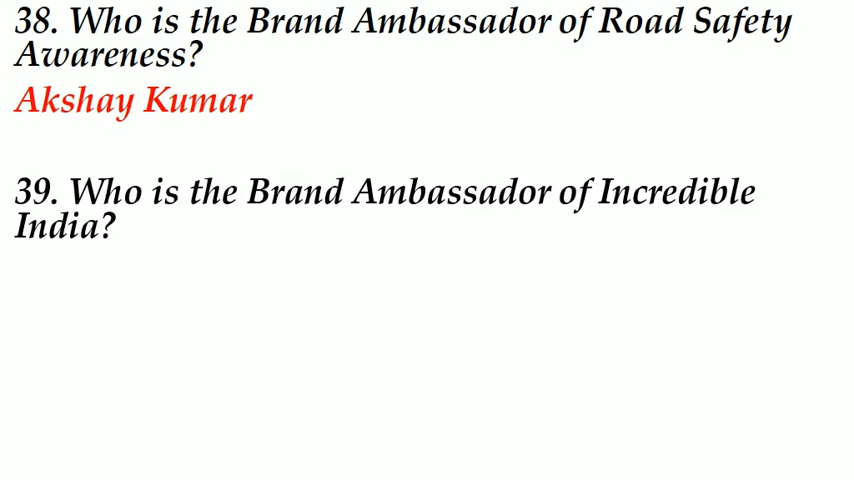 38. Who is the Brand Ambassador of Road Safety
Awareness?
Akshay Kumar
39. Who is the Brand Ambassador of Incredible
India?